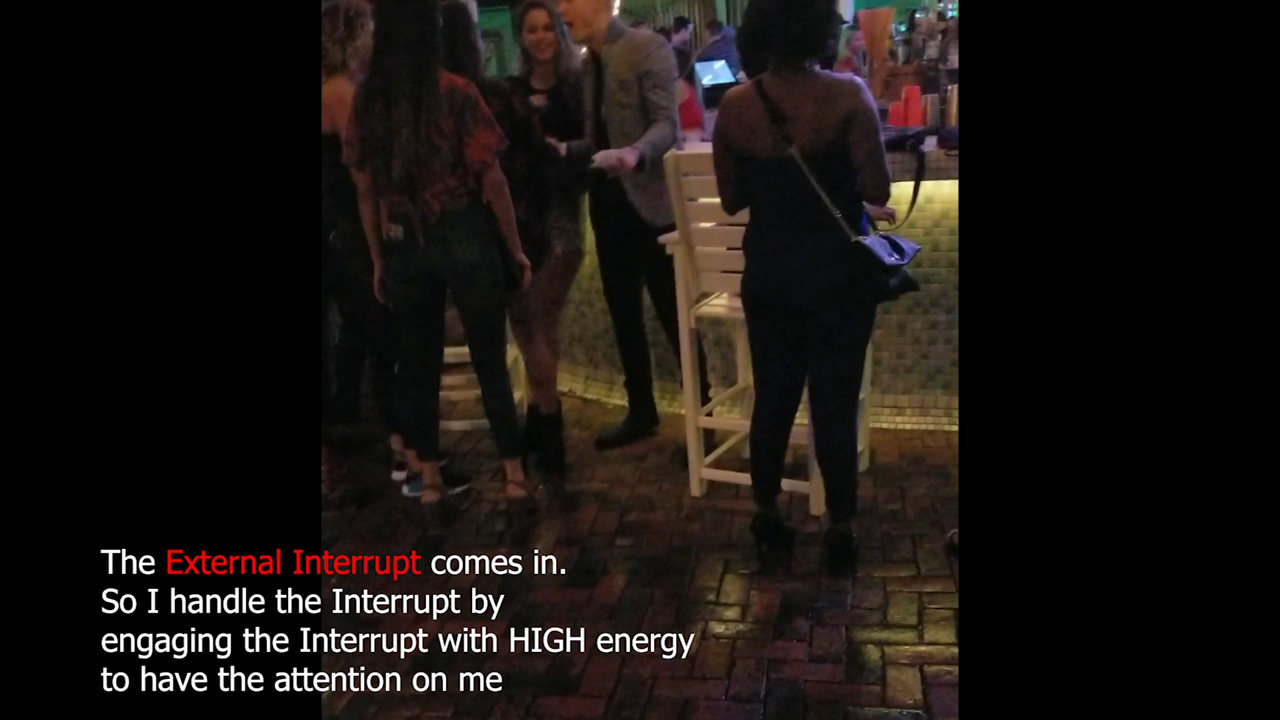 The External Interrupt comes in.
So I handle the Interrupt by
engaging the Interrupt with HIGH energy
to have the attention on me